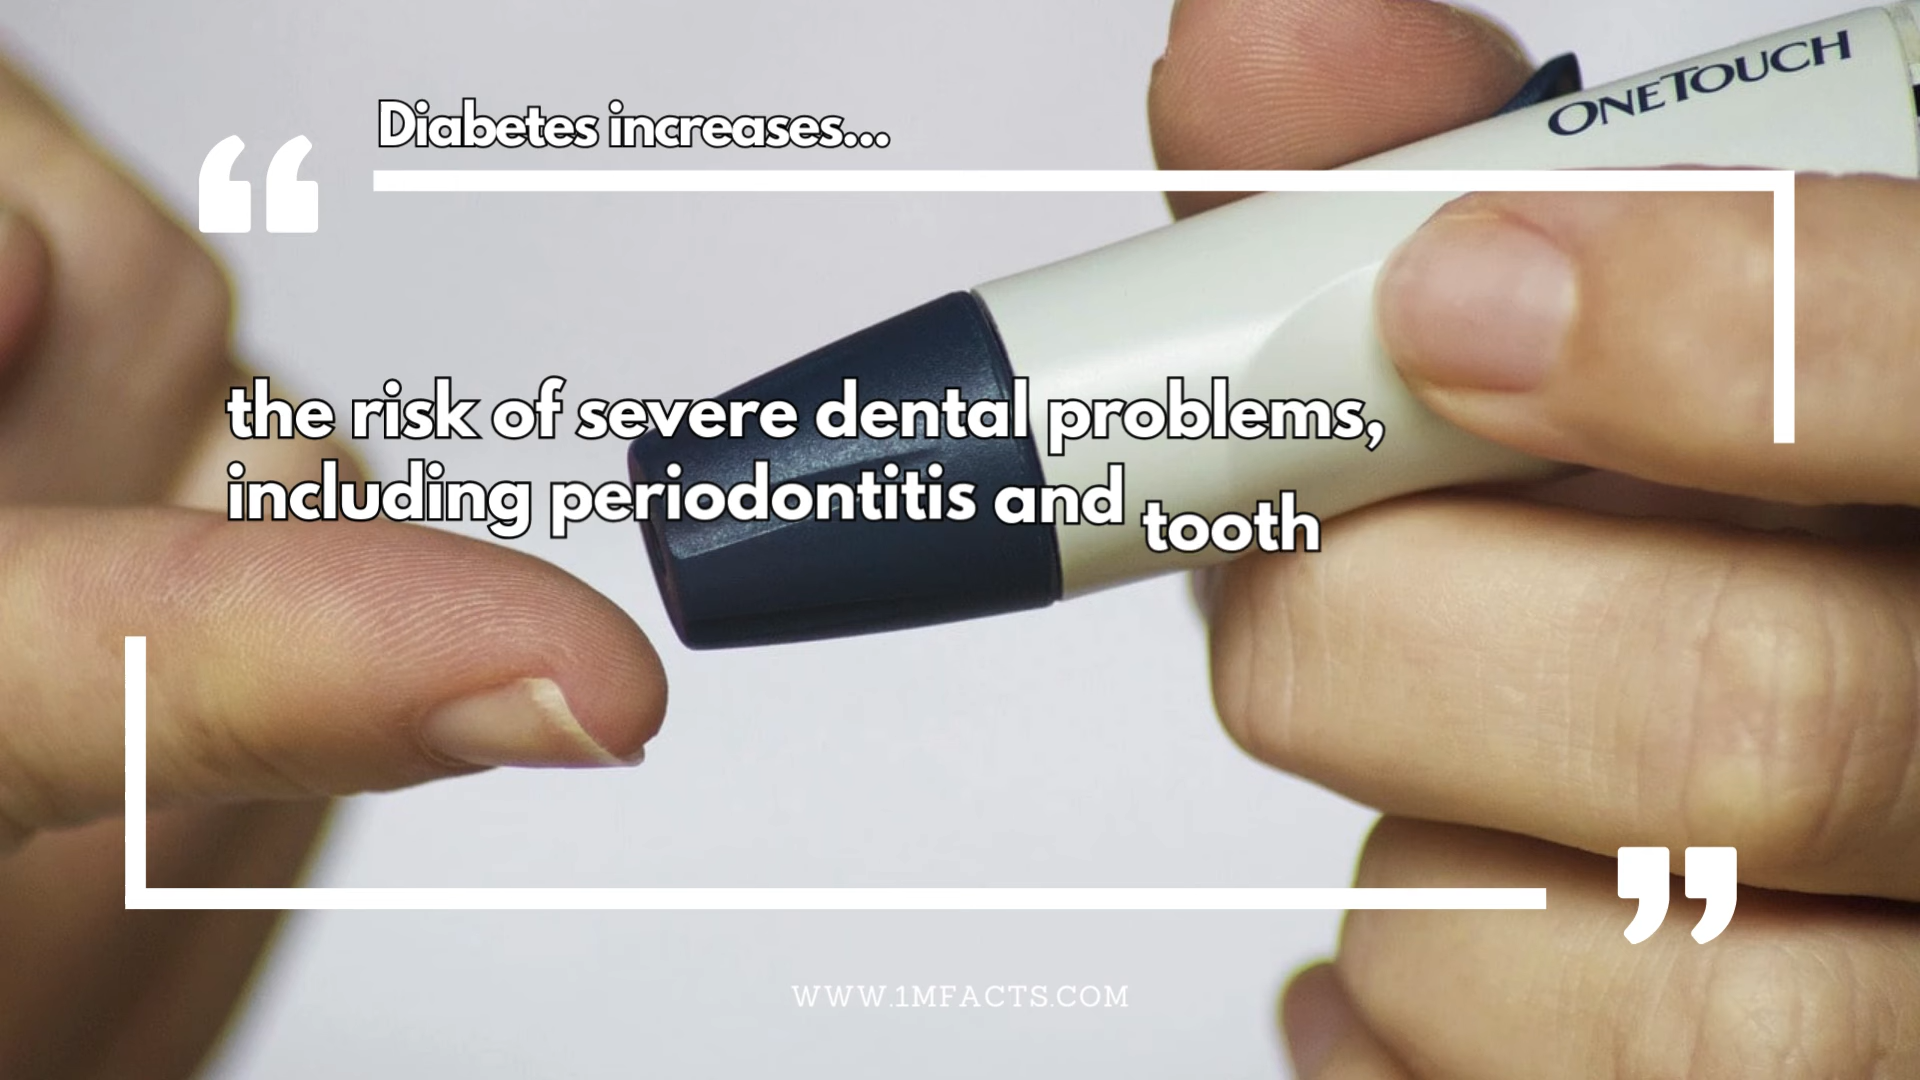 Diabetes increases...
ONETOUCH
the risk of severe dental problems,
including periodontitis and tooth
WWW.1MFACTS.COM